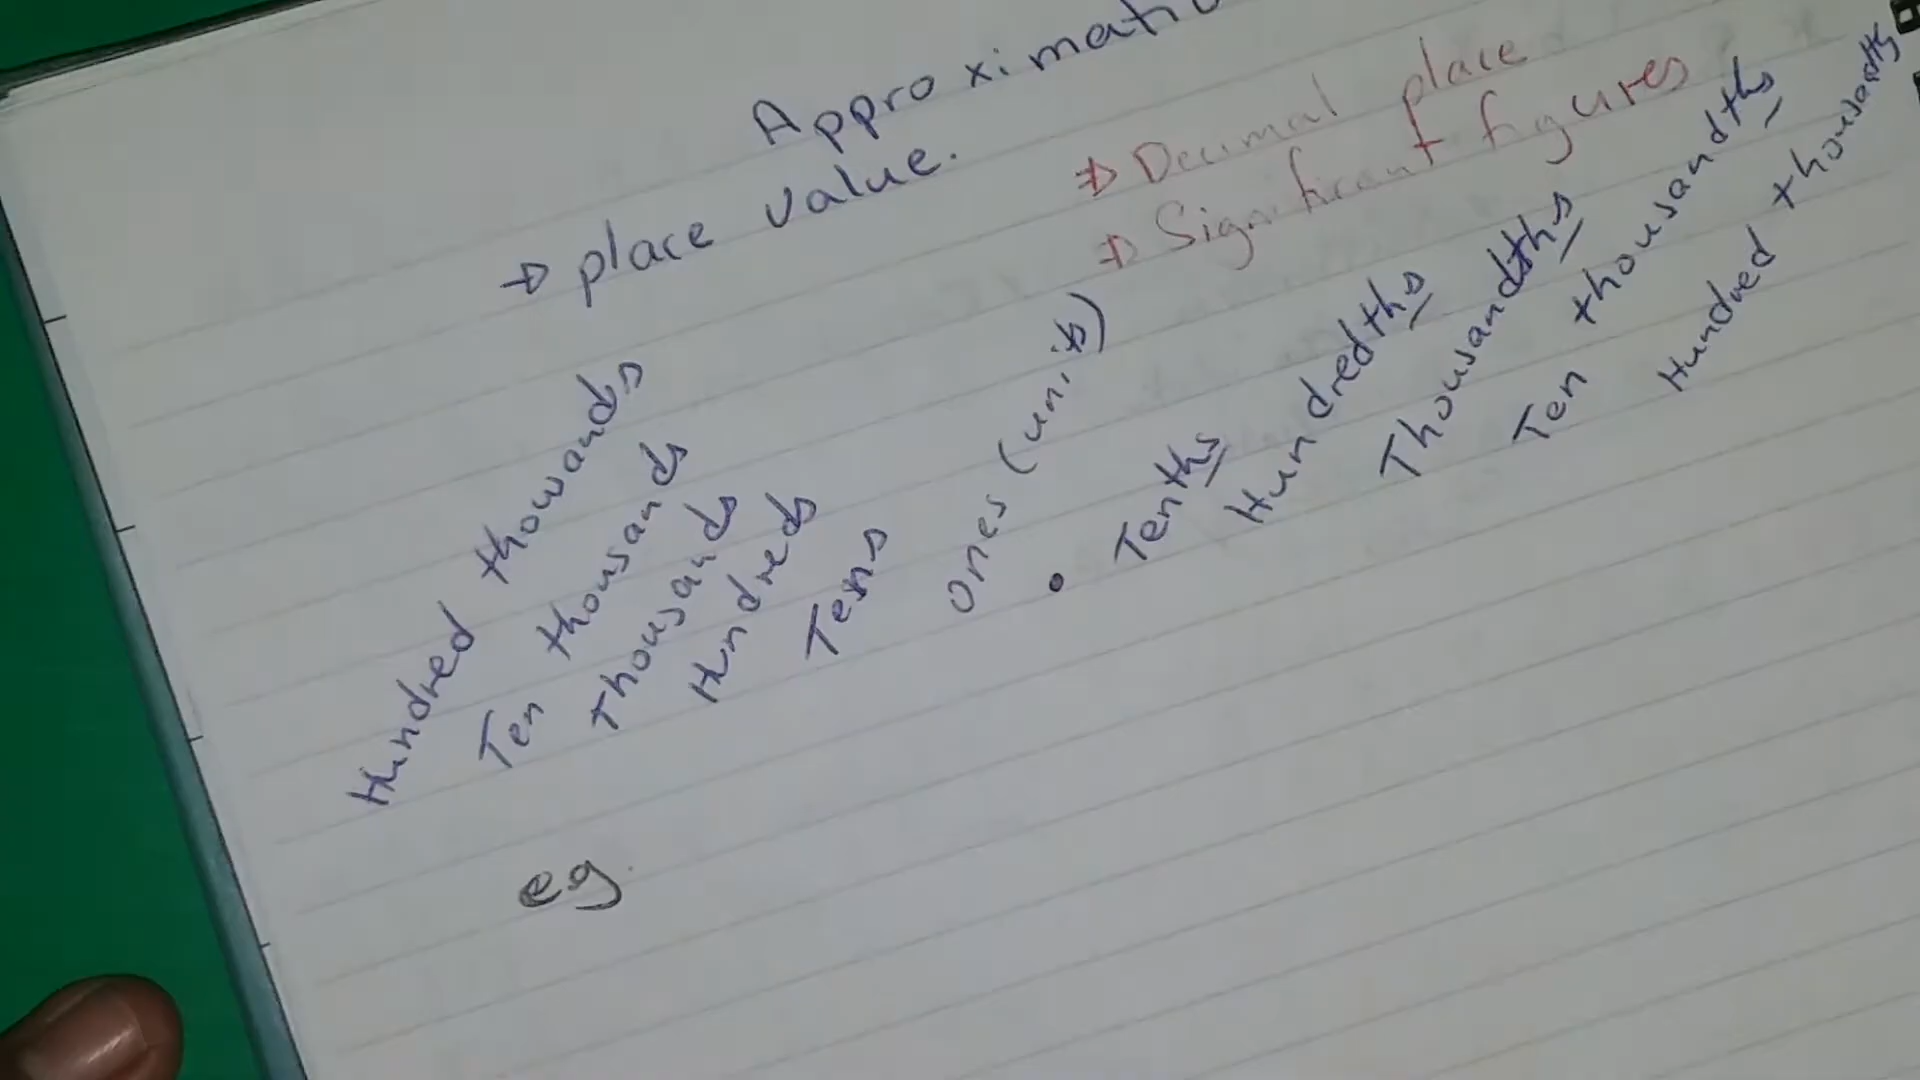 Approximatio
→ place value.
→ Decimal place
→ Significant figures
Hundred thousands
Ten thousands
Thousands
Hundreds
Tens
ones (units)
.
Tenths
Hundredths
Thousandths
Ten thousandths
Hundred thousandths
eg.